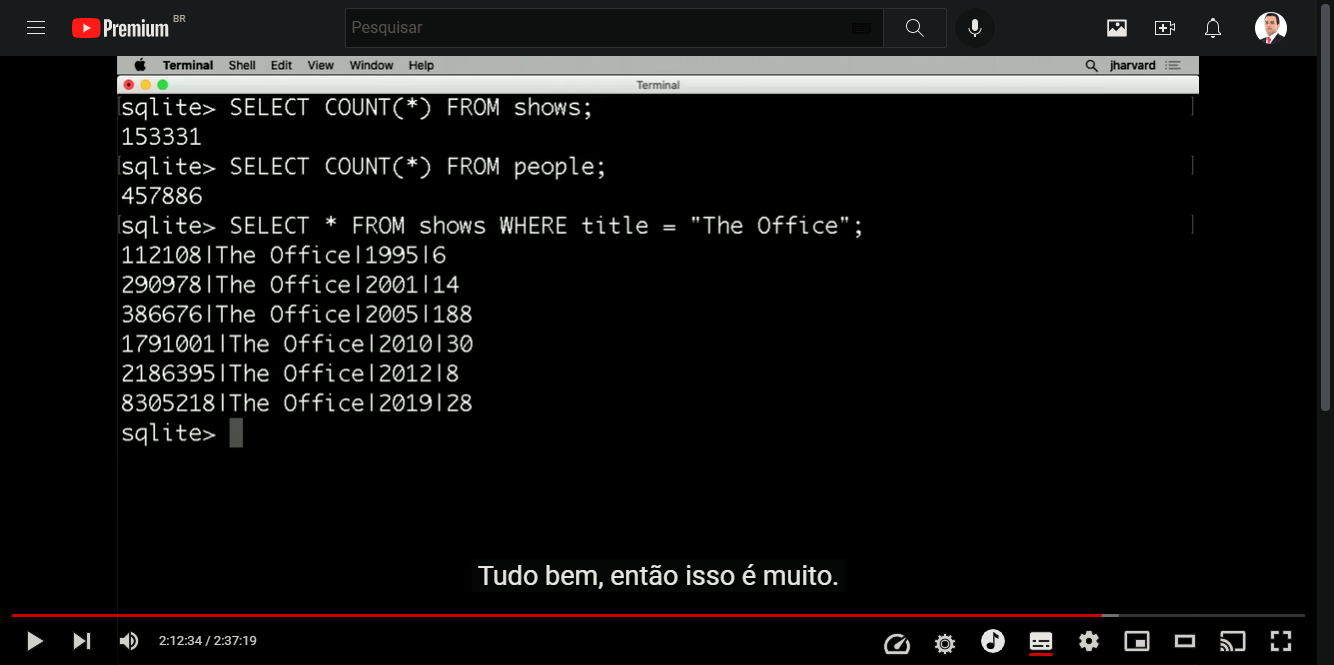 Premium BR
Pesquisar
Terminal Shell Edit View Window Help jharvard
Terminal
sqlite> SELECT COUNT(*) FROM shows;
153331
sqlite> SELECT COUNT(*) FROM people;
457886
sqlite> SELECT * FROM shows WHERE title = "The Office";
112108|The Office|1995|6
290978|The Office|2001|14
386676|The Office|2005|188
1791001|The Office|2010|30
2186395|The Office|2012|8
8305218|The Office|2019|28
sqlite>
Tudo bem, então isso é muito.
2:12:34 / 2:37:19